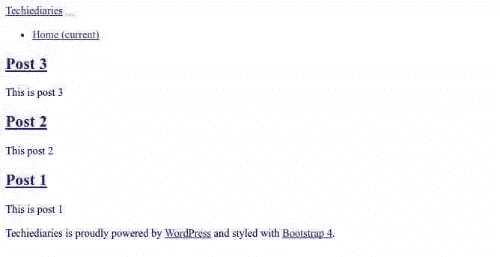 Techiediaries
Home (current)
Post 3
This is post 3
Post 2
This post 2
Post 1
This is post 1
Techiediaries is proudly powered by WordPress and styled with Bootstrap 4.